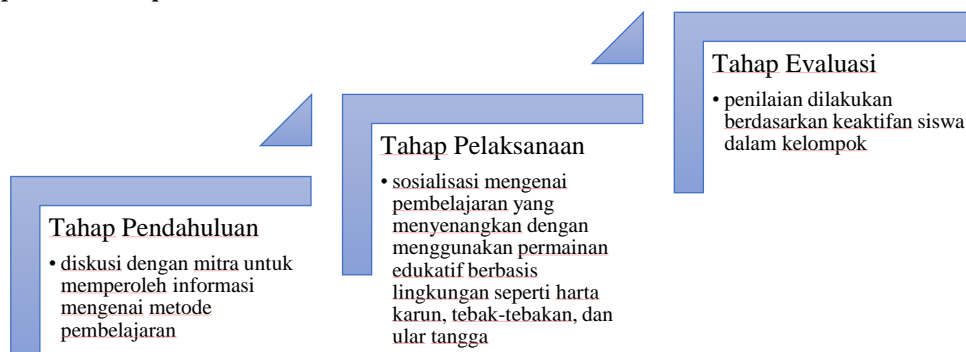 Tahap Pendahuluan
• diskusi dengan mitra untuk
memperoleh informasi
mengenai metode
pembelajaran
Tahap Pelaksanaan
• sosialisasi mengenai
pembelajaran yang
menyenangkan dengan
menggunakan permainan
edukatif berbasis
lingkungan seperti harta
karun, tebak-tebakan, dan
ular tangga
Tahap Evaluasi
• penilaian dilakukan
berdasarkan keaktifan siswa
dalam kelompok